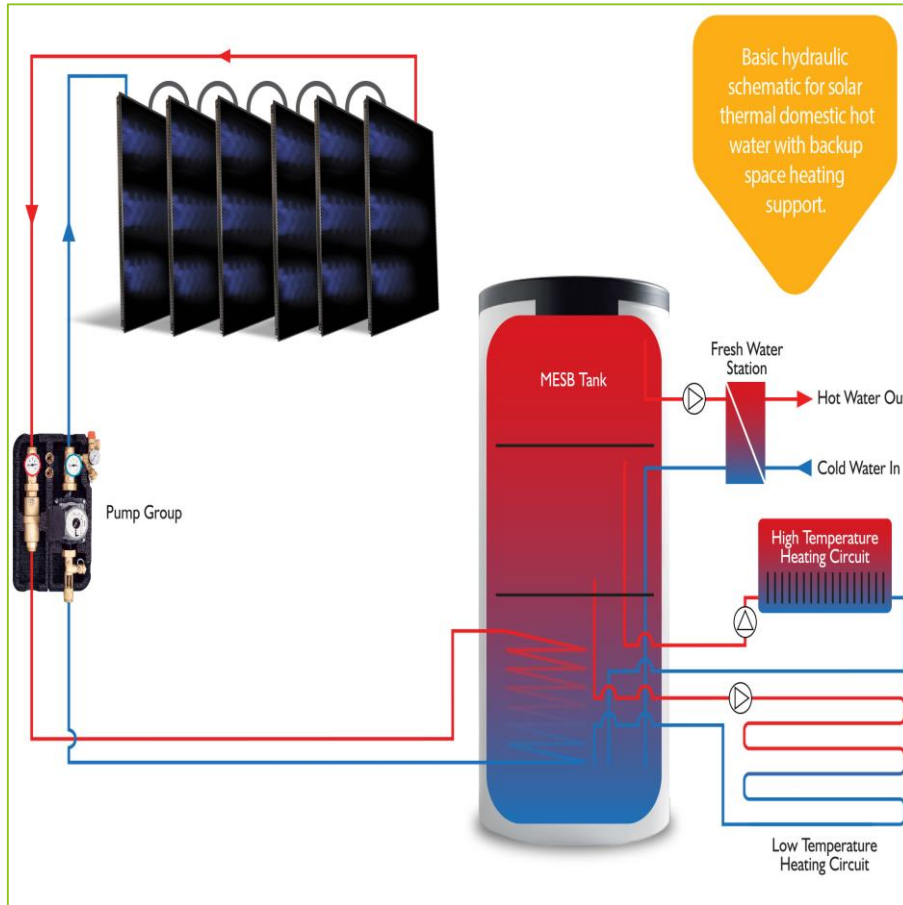 Basic hydraulic
schematic for solar
thermal domestic hot
water with backup
space heating
support.
MESB Tank
Fresh Water
Station
Hot Water Ou
Cold Water In
Pump Group
High Temperature
Heating Circuit
Low Temperature
Heating Circuit